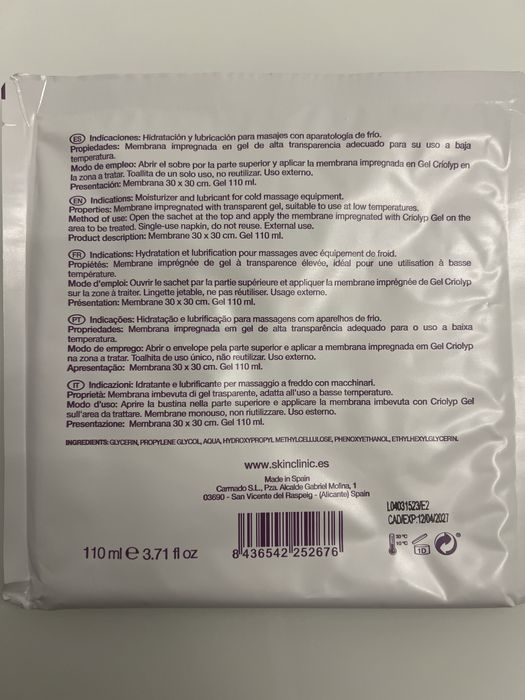 ES Indicaciones: Hidratación y lubricación para masajes con aparatología de frío.
Propiedades: Membrana impregnada en gel de alta transparencia adecuado para su uso a baja
temperatura.
Modo de empleo: Abrir el sobre por la parte superior y aplicar la membrana impregnada en Gel Criolyp en
la zona a tratar. Toallita de un solo uso, no reutilizar. Uso externo.
Presentación: Membrana 30 x 30 cm. Gel 110 ml.
EN Indications: Moisturizer and lubricant for cold massage equipment.
Properties: Membrane impregnated with transparent gel, suitable to use at low temperatures.
Method of use: Open the sachet at the top and apply the membrane impregnated with Criolyp Gel on the
area to be treated. Single-use napkin, do not reuse. External use.
Product description: Membrane 30 x 30 cm. Gel 110 ml.
FR Indications: Hydratation et lubrification pour massages avec équipement de froid.
Propiétés: Membrane imprégnée de gel à transparence élevée, idéal pour une utilisation à basse
température.
Mode d'emploi: Ouvrir le sachet par la partie supérieure et appliquer la membrane imprégnée de Gel Criolyp
sur la zone à traiter. Lingette jetable, ne pas réutiliser. Usage externe.
Présentation: Membrane 30 x 30 cm. Gel 110 ml.
PT Indicações: Hidratação e lubrificação para massagens com aparelhos de frio.
Propriedades: Membrana impregnada em gel de alta transparência adequado para o uso a baixa
temperatura.
Modo de emprego: Abrir o envelope pela parte superior e aplicar a membrana impregnada em Gel Criolyp
na zona a tratar. Toalhita de uso único, não reutilizar. Uso externo.
Apresentação: Membrana 30 x 30 cm. Gel 110 ml.
IT Indicazioni: Idratante e lubrificante per massaggio a freddo con macchinari.
Proprietà: Membrana imbevuta di gel trasparente, adatta all'uso a basse temperature.
Modo d'uso: Aprire la bustina nella parte superiore e applicare la membrana imbevuta con Criolyp Gel
sull'area da trattare. Membrane monouso, non riutilizzare. Uso esterno.
Presentazione: Membrana 30 x 30 cm. Gel 110 ml.
INGREDIENTS: GLYCERIN, PROPYLENE GLYCOL, AQUA, HYDROXYPROPYL METHYLCELLULOSE, PHENOXYETHANOL, ETHYLHEXYLGLYCERIN.
www.skinclinic.es
Made in Spain
Carmado S.L., Pza. Alcalde Gabriel Molina, 1
03690 - San Vicente del Raspeig - (Alicante) Spain
L04031523/E2
CAD/EXP:12/04/2027
110 ml e 3.71 fl oz
8 436542 252676
30 ºC
10 ºC
1D